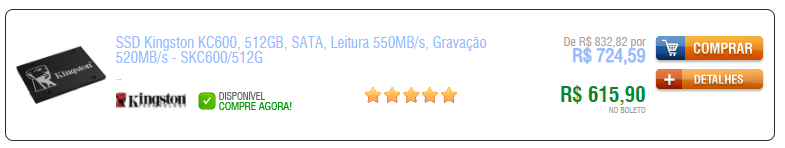 SSD Kingston KC600, 512GB, SATA, Leitura 550MB/s, Gravação
520MB/s - SKC600/512G
..
Kingston
Kingston
DISPONÍVEL
COMPRE AGORA!
De R$ 832,82 por
R$ 724,59
R$ 615,90
NO BOLETO
COMPRAR
DETALHES